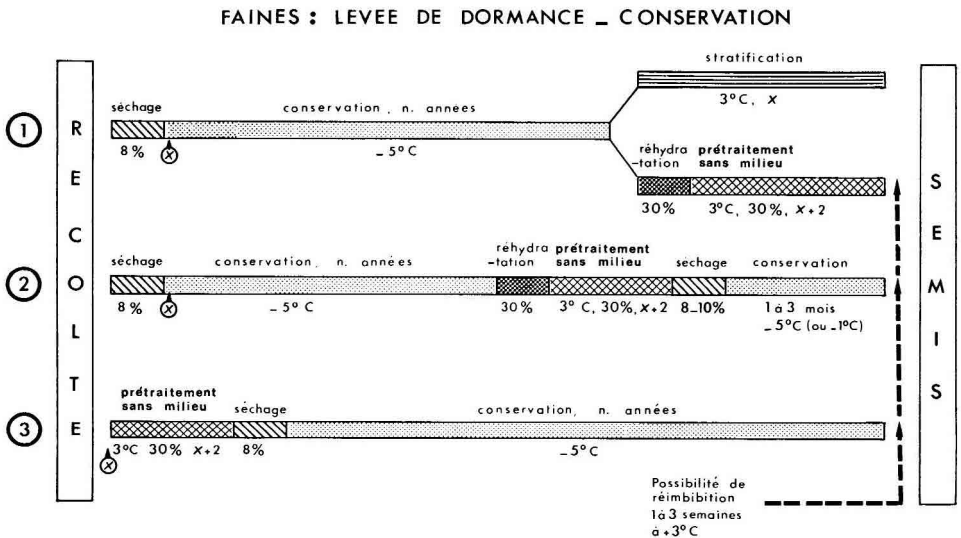 FAINES : LEVEE DE DORMANCE _ CONSERVATION
RECOLTE
SEMIS
stratification
3°C, x
1
séchage
conservation, n. années
8%
x
_ 5°C
réhydra
-tation
prétraitement
sans milieu
30%
3°C, 30%, x+2
2
séchage
conservation, n. années
réhydra
-tation
prétraitement
sans milieu
séchage
conservation
8%
x
_ 5°C
30%
3°C, 30%, x+2
8_10%
1 à 3 mois
_ 5°C (ou _1°C)
3
prétraitement
sans milieu
séchage
conservation, n. années
3°C 30% x+2
8%
_ 5°C
x
Possibilité de
réimbibition
1 à 3 semaines
à +3°C